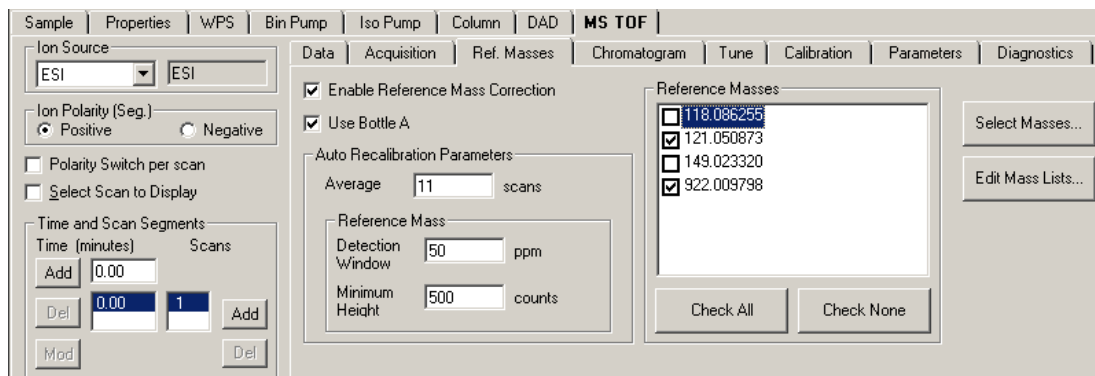 Sample Properties WPS Bin Pump Iso Pump Column DAD MS TOF
Ion Source
ESI ESI
Ion Polarity (Seg.)
Positive Negative
Polarity Switch per scan
Select Scan to Display
Time and Scan Segments
Time (minutes) Scans
Add 0.00
Del 0.00 1 Add
Mod Del
Data Acquisition Ref. Masses Chromatogram Tune Calibration Parameters Diagnostics
Enable Reference Mass Correction
Use Bottle A
Auto Recalibration Parameters
Average 11 scans
Reference Mass
Detection Window 50 ppm
Minimum Height 500 counts
Reference Masses
118.086255
121.050873
149.023320
922.009798
Check All Check None
Select Masses...
Edit Mass Lists...